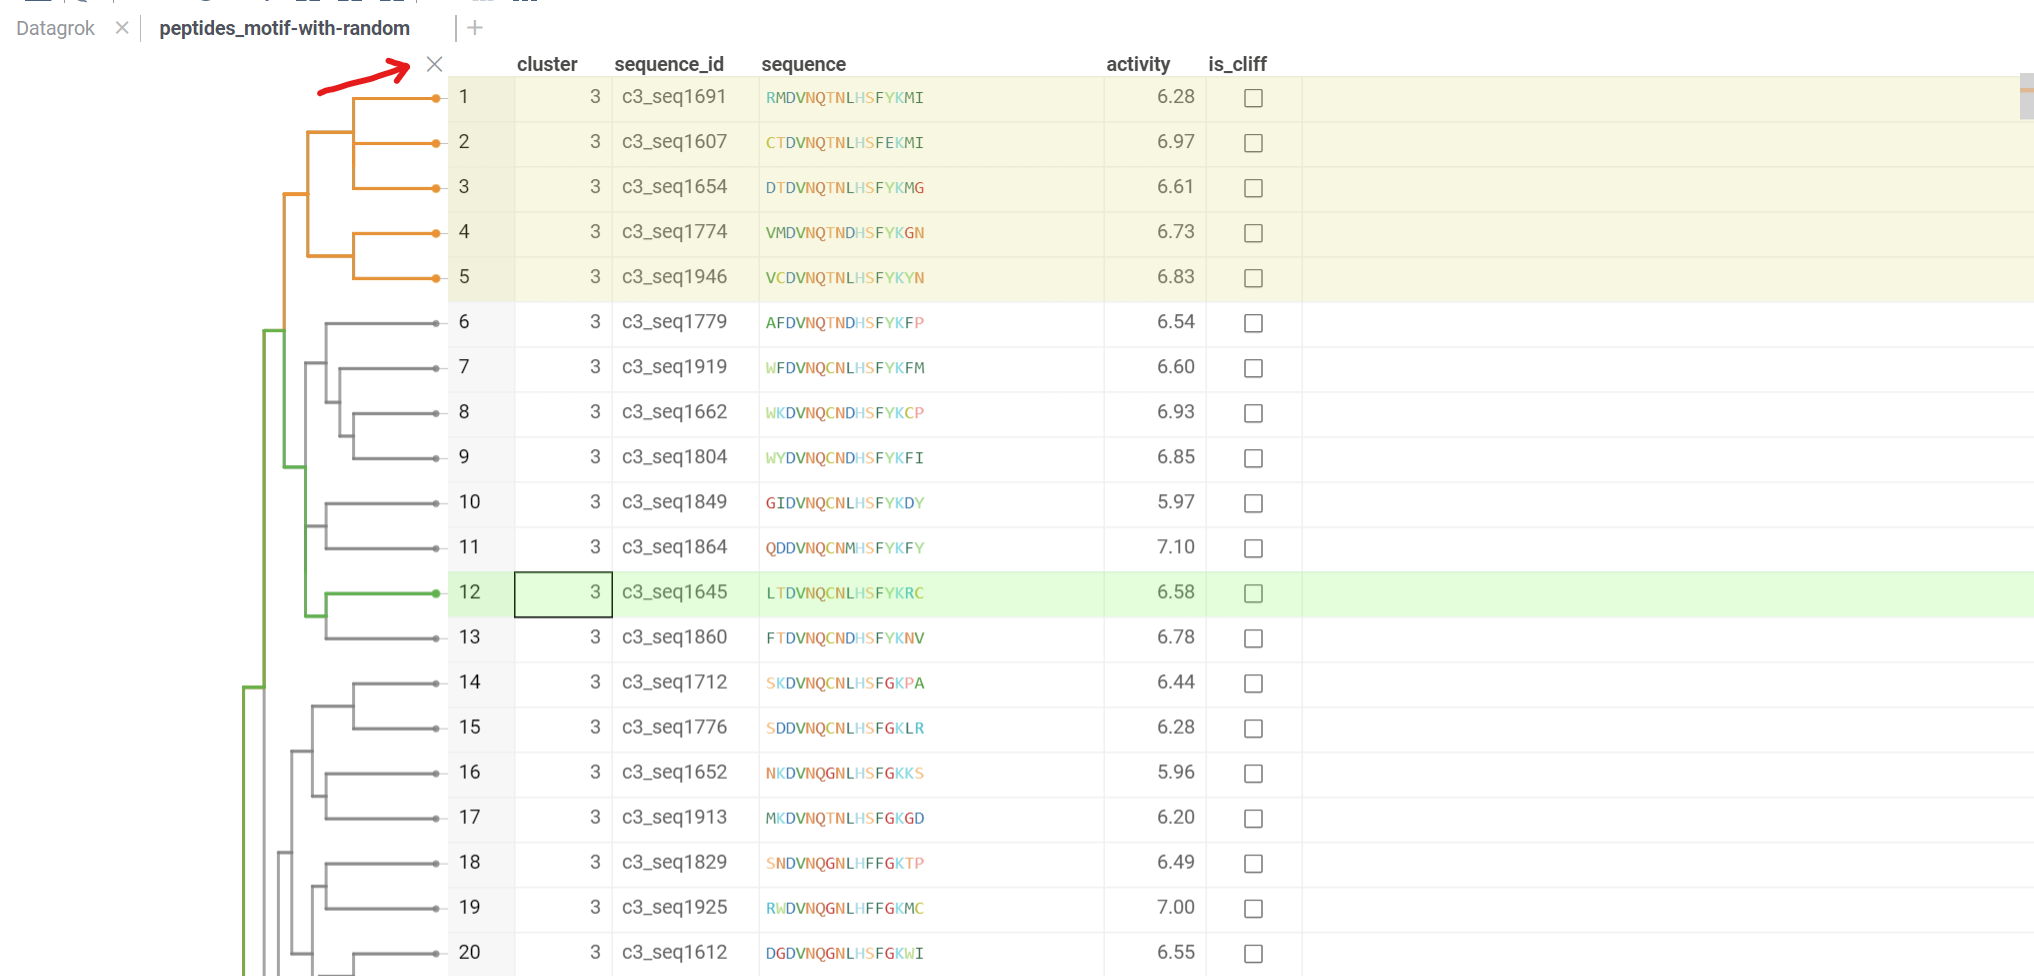 Datagrok peptides_motif-with-random
cluster sequence_id sequence activity is_cliff
1 3 c3_seq1691 RMDVNQTNLHSFYKMI 6.28
2 3 c3_seq1607 CTDVNQTNLHSFEKMI 6.97
3 3 c3_seq1654 DTDVNQTNLHSFYKMG 6.61
4 3 c3_seq1774 VMDVNQTNDHSFYKGN 6.73
5 3 c3_seq1946 VCDVNQTNLHSFYKYN 6.83
6 3 c3_seq1779 AFDVNQTNDHSFYKFP 6.54
7 3 c3_seq1919 WFDVNQCNLHSFYKFM 6.60
8 3 c3_seq1662 WKDVNQCNDHSFYKCP 6.93
9 3 c3_seq1804 WYDVNQCNDHSFYKFI 6.85
10 3 c3_seq1849 GIDVNQCNLHSFYKDY 5.97
11 3 c3_seq1864 QDDVNQCNMHSFYKFY 7.10
12 3 c3_seq1645 LTDVNQCNLHSFYKRC 6.58
13 3 c3_seq1860 FTDVNQCNDHSFYKNV 6.78
14 3 c3_seq1712 SKDVNQCNLHSFGKPA 6.44
15 3 c3_seq1776 SDDVNQCNLHSFGKLR 6.28
16 3 c3_seq1652 NKDVNQGNLHSFGKKS 5.96
17 3 c3_seq1913 MKDVNQTNLHSFGKGD 6.20
18 3 c3_seq1829 SNDVNQGNLHFFGKTP 6.49
19 3 c3_seq1925 RWDVNQGNLHFFGKMC 7.00
20 3 c3_seq1612 DGDVNQGNLHSFGKWI 6.55